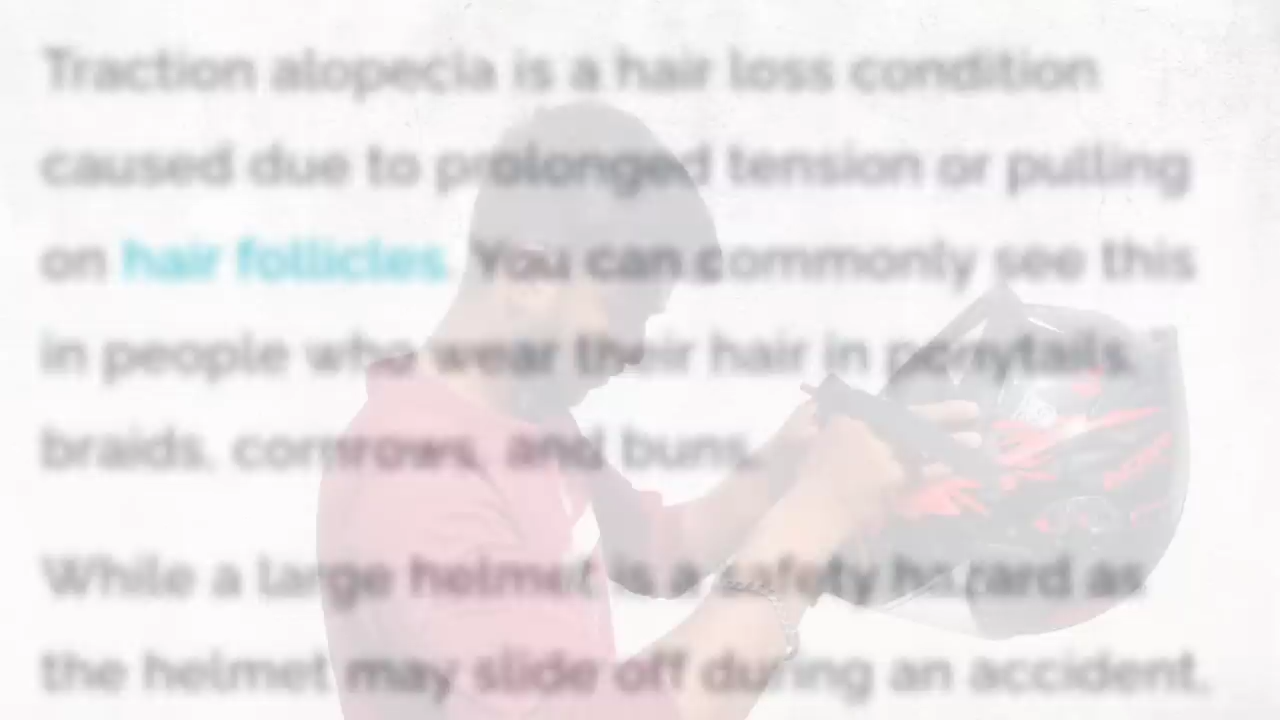 Traction alopecia is a hair loss condition
caused due to prolonged tension or pulling
on hair follicles. You can commonly see this
in people who wear their hair in ponytails,
braids, cornrows, and buns.
While a large helmet is a safety hazard as
the helmet may slide off during an accident,